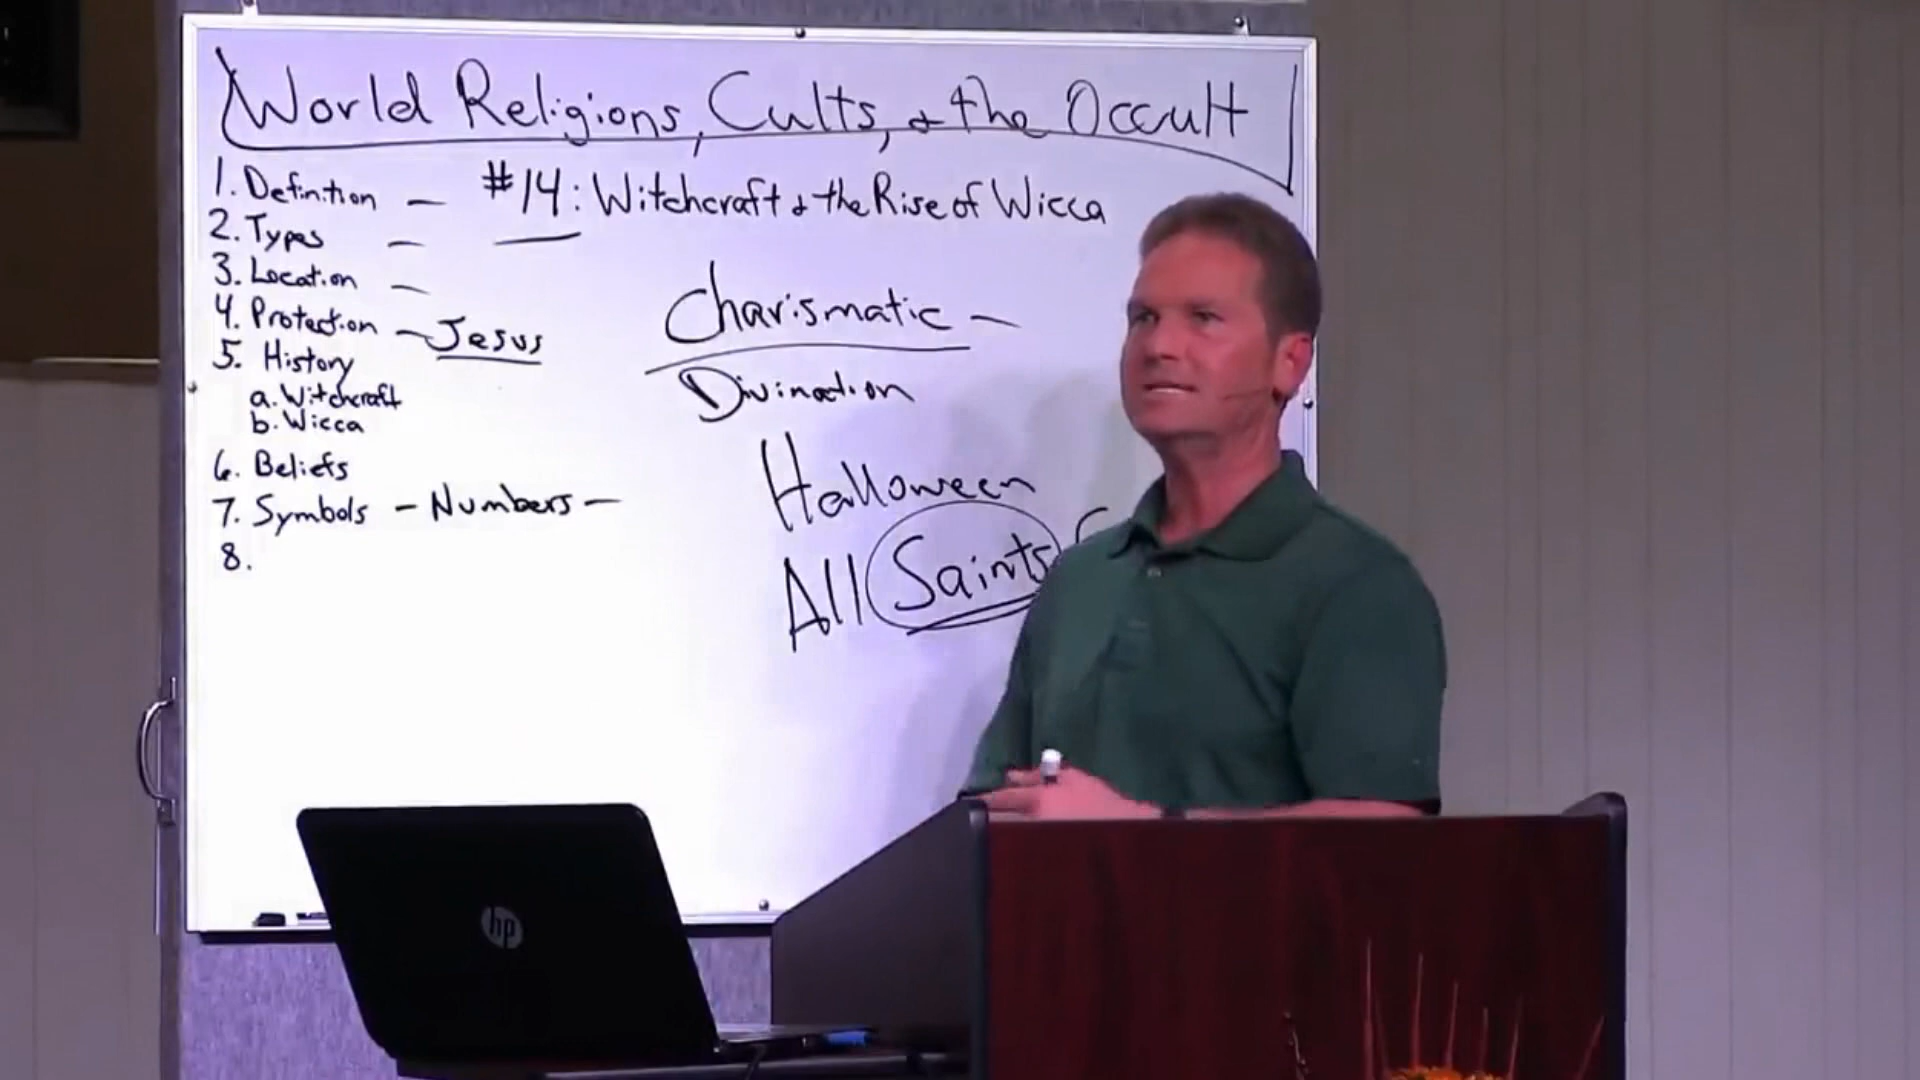 World Religions, Cults, & the Occult
#14: Witchcraft & the Rise of Wicca
1. Definition –
2. Types –
3. Location –
4. Protection – Jesus
5. History
a. Witchcraft
b. Wicca
6. Beliefs
7. Symbols – Numbers –
8.
Charismatic –
Divination
Halloween
All Saints
hp